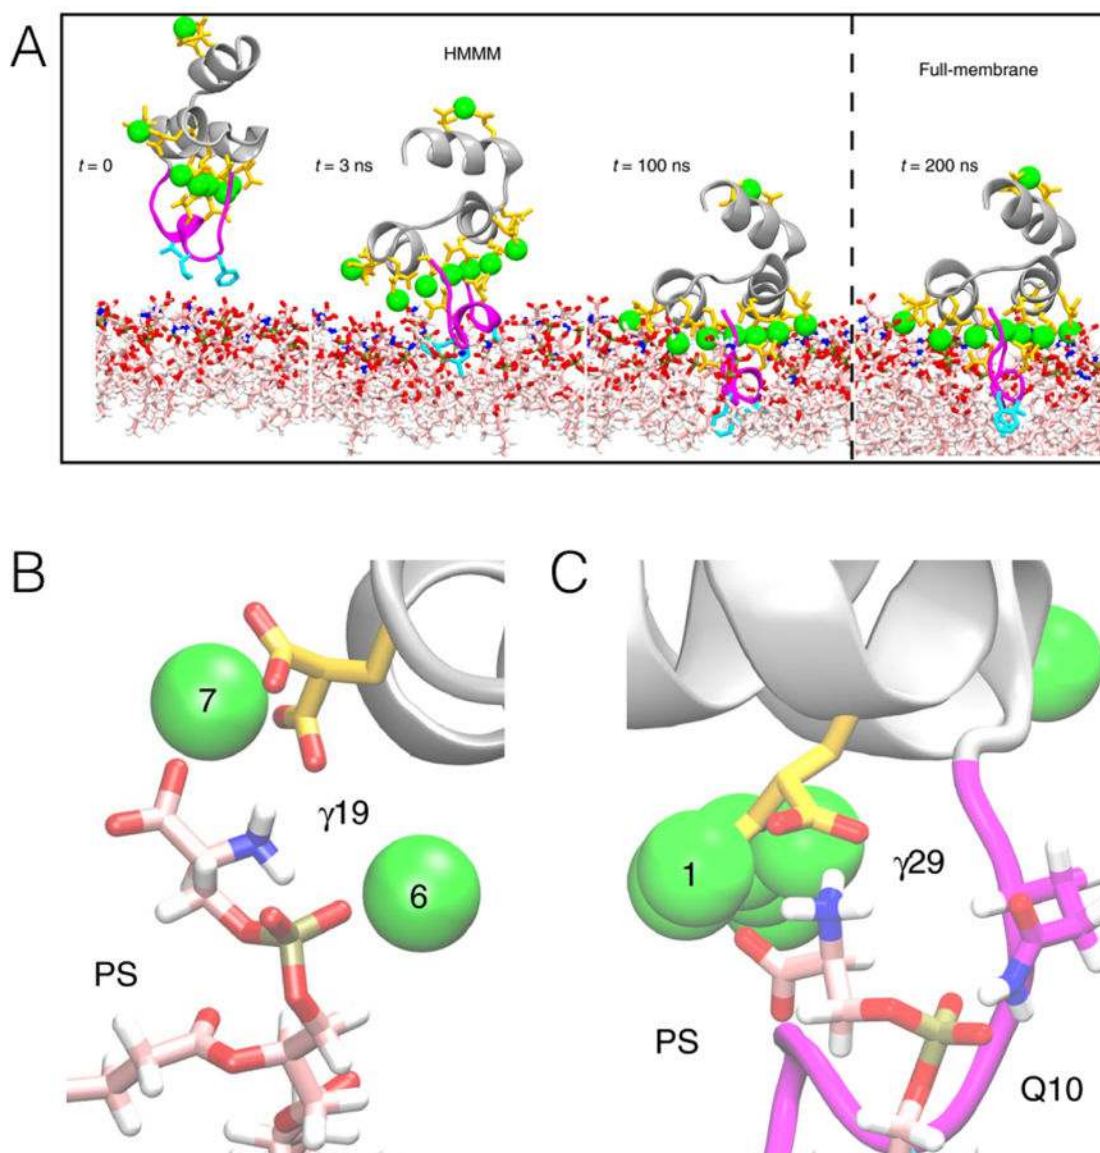 A
HMMM
Full-membrane
t = 0
t = 3 ns
t = 100 ns
t = 200 ns
B
7
γ19
6
PS
C
1
γ29
PS
Q10